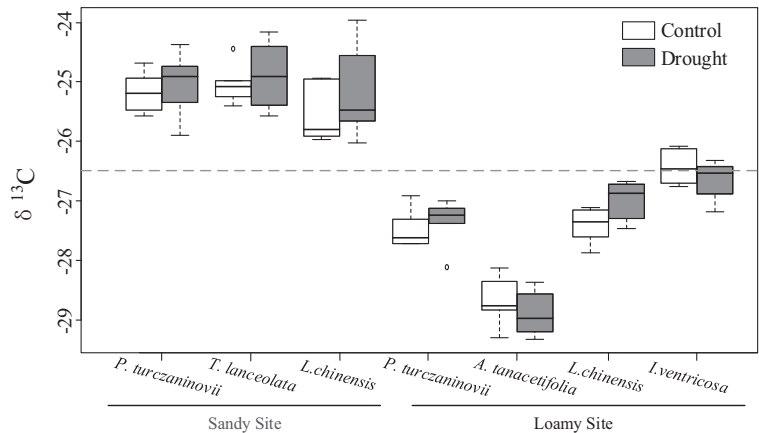 Control
Drought
δ ¹³C
-24
-25
-26
-27
-28
-29
P. turczaninovii
T. lanceolata
L.chinensis
P. turczaninovii
A. tanacetifolia
L.chinensis
I.ventricosa
Sandy Site
Loamy Site